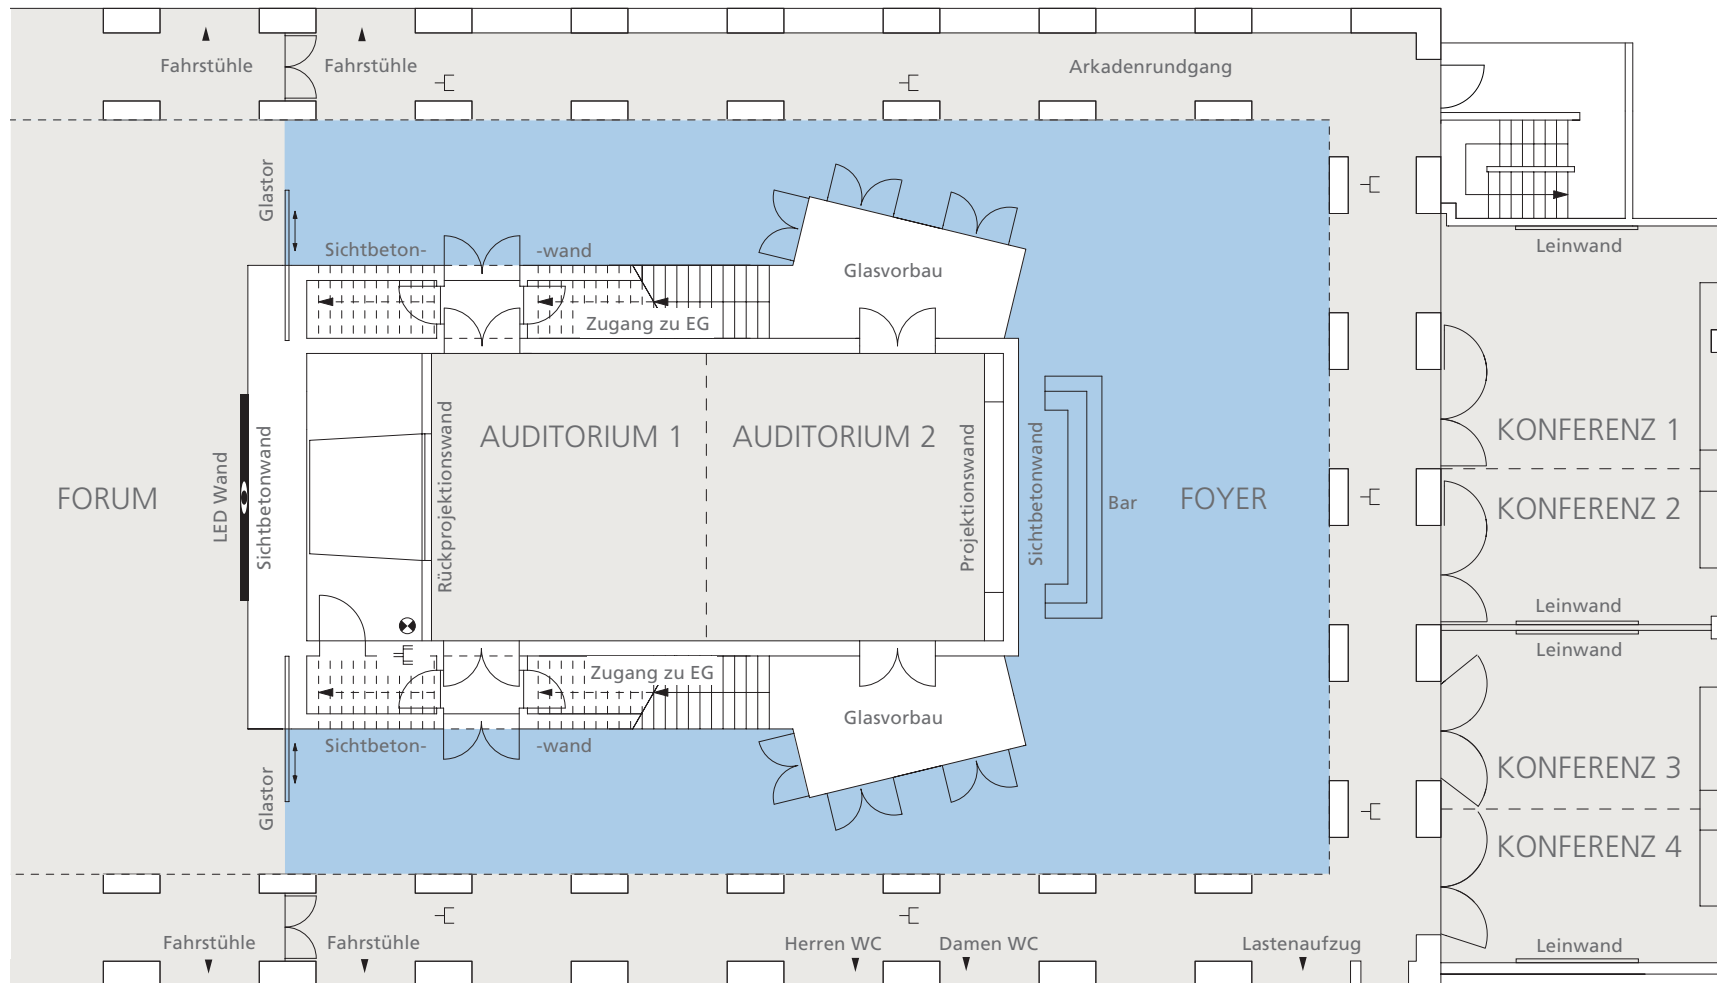 Fahrstühle
Fahrstühle
Arkadenrundgang
Glastor
Sichtbeton-
-wand
Glasvorbau
Leinwand
Zugang zu EG
LED Wand
Sichtbetonwand
Rückprojektionswand
AUDITORIUM 1
AUDITORIUM 2
Projektionswand
Sichtbetonwand
Bar
FORUM
FOYER
KONFERENZ 1
KONFERENZ 2
Leinwand
Leinwand
Zugang zu EG
Glasvorbau
Sichtbeton-
-wand
Glastor
KONFERENZ 3
KONFERENZ 4
Fahrstühle
Fahrstühle
Herren WC
Damen WC
Lastenaufzug
Leinwand